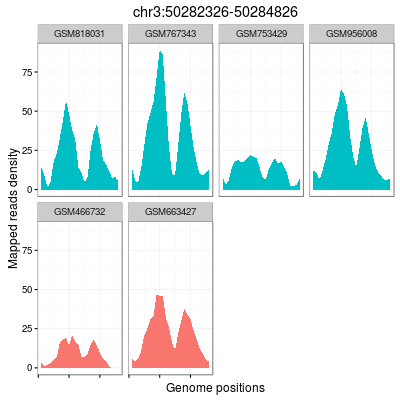 chr3:50282326-50284826
GSM818031 GSM767343 GSM753429 GSM956008
75
50
25
0
Mapped reads density
GSM466732 GSM663427
75
50
25
0
Genome positions